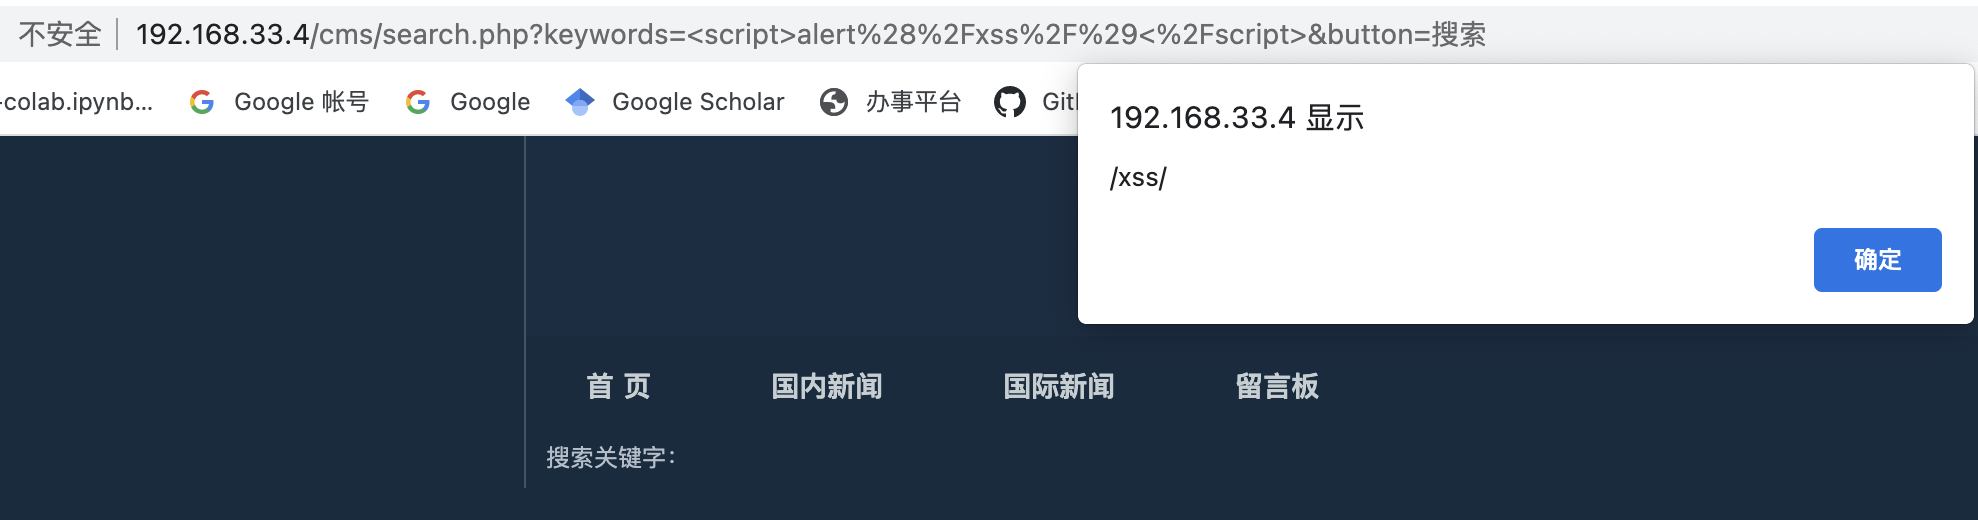 不安全 192.168.33.4/cms/search.php?keywords=<script>alert%28%2Fxss%2F%29<%2Fscript>&button=搜索
-colab.ipynb... Google 帐号 Google Google Scholar 办事平台
192.168.33.4 显示
/xss/
确定
首 页 国内新闻 国际新闻 留言板
搜索关键字：